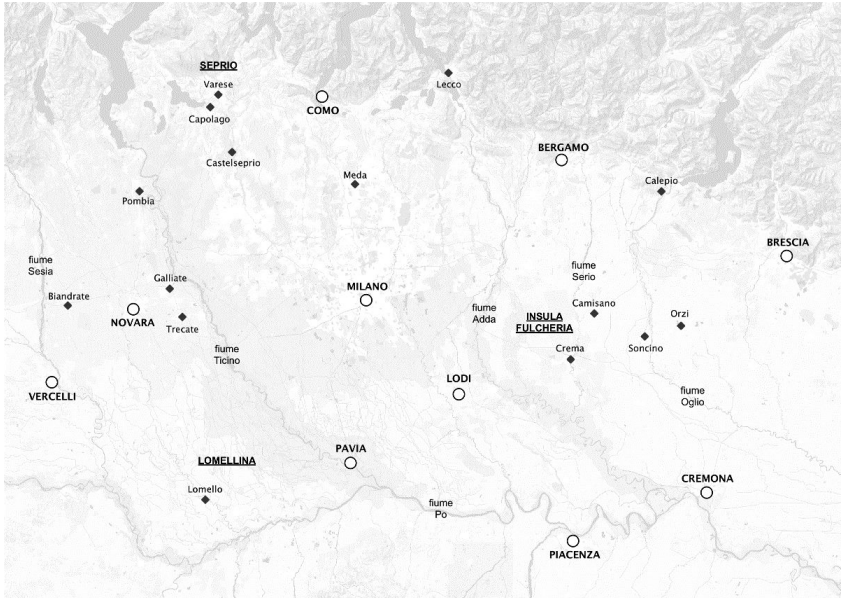 SEPRIO
Varese
Capolago
COMO
Lecco
Castelseprio
BERGAMO
Meda
Calepio
Pombia
BRESCIA
fiume
Sesia
Galliate
fiume
Serio
Biandrate
MILANO
NOVARA
Trecate
fiume
Adda
INSULA
FULCHERIA
Camisano
Orzi
Crema
Soncino
fiume
Ticino
VERCELLI
LODI
fiume
Oglio
LOMELLINA
PAVIA
Lomello
CREMONA
fiume
Po
PIACENZA